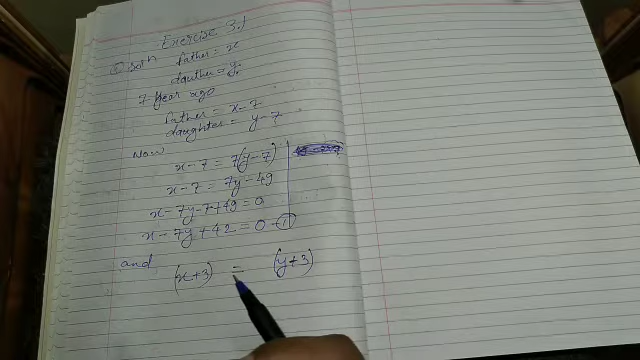 Exercise 3.1
① Soln father = x
dauther = y
7 year ago
father = x - 7
daughter = y - 7
Now
x - 7 = 7(y - 7)
x - 7 = 7y - 49
x - 7y - 7 + 49 = 0
x - 7y + 42 = 0 - ①
and (x+3) = (y+3)